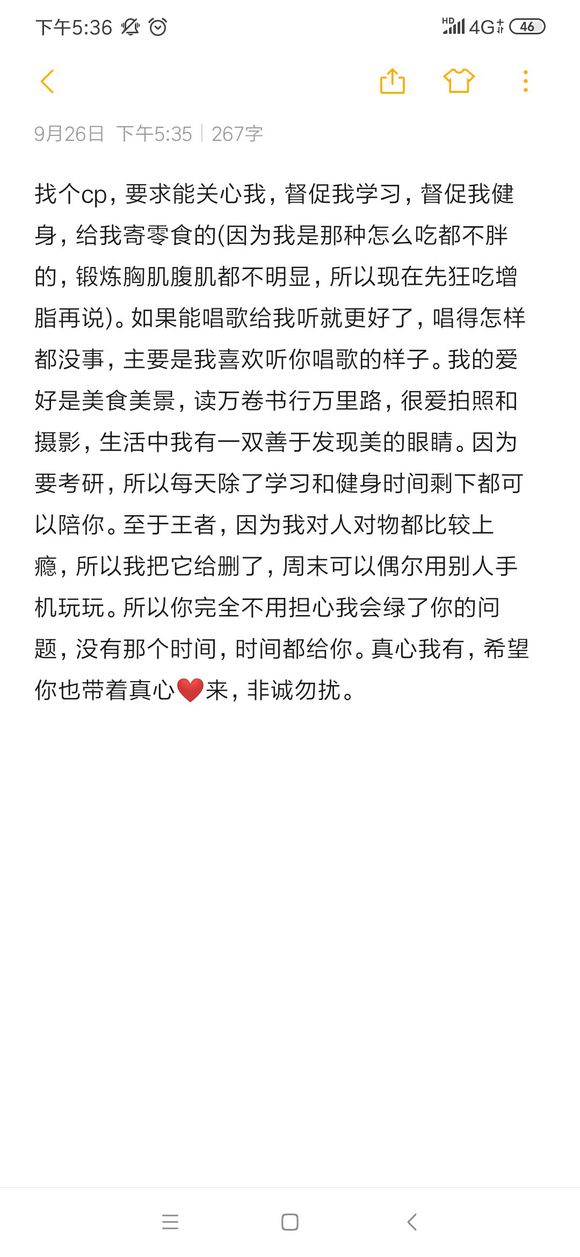 下午5:36 HD 4G 46
9月26日 下午5:35 | 267字
找个cp, 要求能关心我, 督促我学习, 督促我健
身, 给我寄零食的(因为我是那种怎么吃都不胖
的, 锻炼胸肌腹肌都不明显, 所以现在先狂吃增
脂再说)。如果能唱歌给我听就更好了, 唱得怎样
都没事, 主要是我喜欢听你唱歌的样子。我的爱
好是美食美景, 读万卷书行万里路, 很爱拍照和
摄影, 生活中我有一双善于发现美的眼睛。因为
要考研, 所以每天除了学习和健身时间剩下都可
以陪你。至于王者, 因为我对人对物都比较上
瘾, 所以我把它给删了, 周末可以偶尔用别人手
机玩玩。所以你完全不用担心我会绿了你的问
题, 没有那个时间, 时间都给你。真心我有, 希望
你也带着真心❤️来, 非诚勿扰。